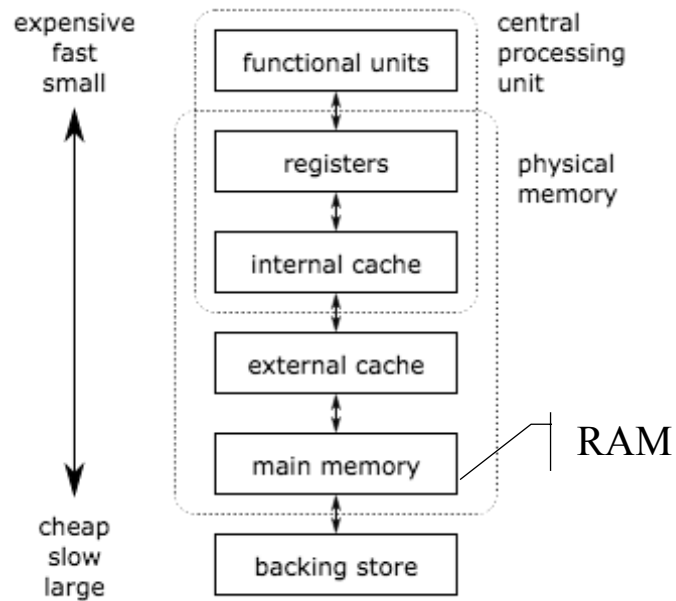 expensive
fast
small
functional units
central
processing
unit
registers
physical
memory
internal cache
external cache
main memory
RAM
cheap
slow
large
backing store